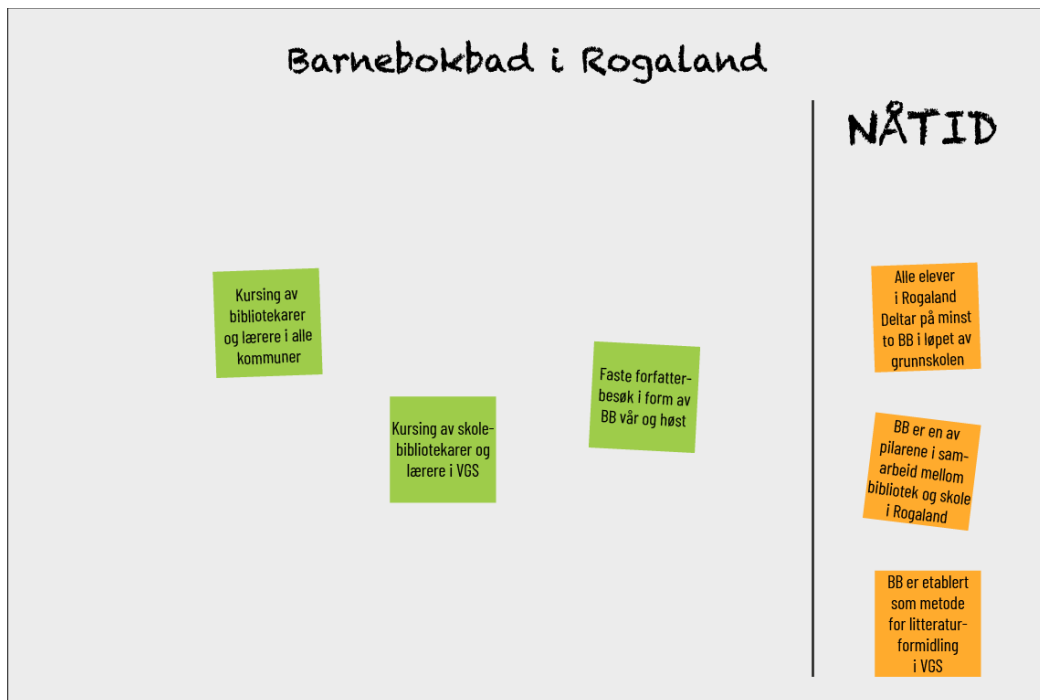 Barnebokbad i Rogaland
NÅTID
Kursing av
bibliotekarer
og lærere i alle
kommuner
Kursing av skole-
bibliotekarer og
lærere i VGS
Faste forfatter-
besøk i form av
BB vår og høst
Alle elever
i Rogaland
Deltar på minst
to BB i løpet av
grunnskolen
BB er en av
pilarene i sam-
arbeid mellom
bibliotek og skole
i Rogaland
BB er etablert
som metode
for litteratur-
formidling
i VGS